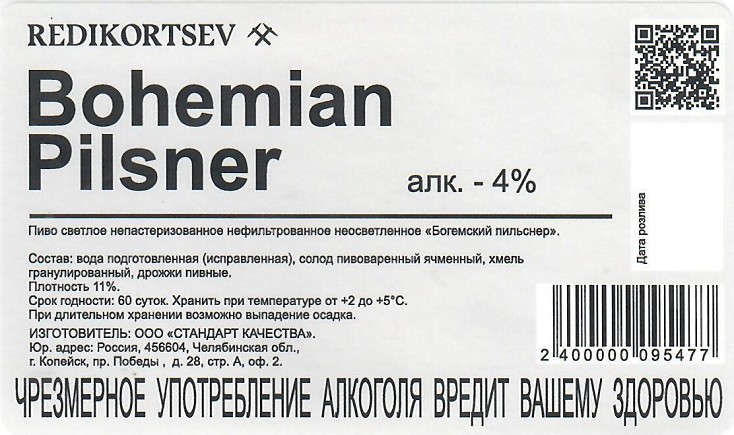 REDIKORTSEV
Bohemian
Pilsner
алк. - 4%
Дата розлива
Пиво светлое непастеризованное нефильтрованное неосветленное «Богемский пильснер».
Состав: вода подготовленная (исправленная), солод пивоваренный ячменный, хмель
гранулированный, дрожжи пивные.
Плотность 11%.
Срок годности: 60 суток. Хранить при температуре от +2 до +5°С.
При длительном хранении возможно выпадение осадка.
ИЗГОТОВИТЕЛЬ: ООО «СТАНДАРТ КАЧЕСТВА».
Юр. адрес: Россия, 456604, Челябинская обл.,
г. Копейск, пр. Победы , д. 28, стр. А, оф. 2.
2 400000 095477
ЧРЕЗМЕРНОЕ УПОТРЕБЛЕНИЕ АЛКОГОЛЯ ВРЕДИТ ВАШЕМУ ЗДОРОВЬЮ